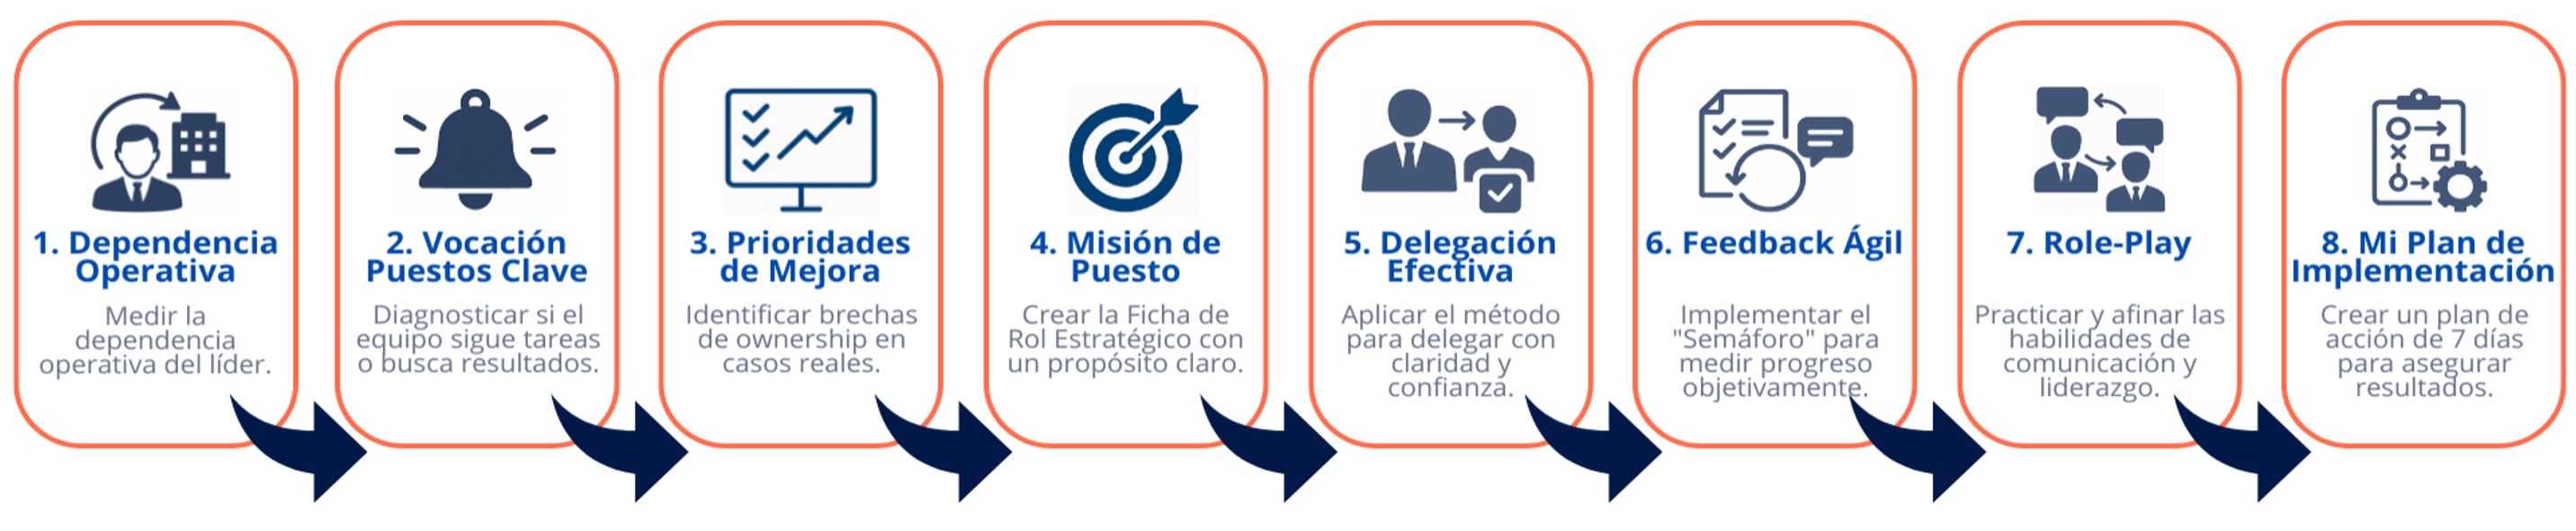 1. Dependencia
Operativa
Medir la
dependencia
operativa del líder.
2. Vocación
Puestos Clave
Diagnosticar si el
equipo sigue tareas
o busca resultados.
3. Prioridades
de Mejora
Identificar brechas
de ownership en
casos reales.
4. Misión de
Puesto
Crear la Ficha de
Rol Estratégico con
un propósito claro.
5. Delegación
Efectiva
Aplicar el método
para delegar con
claridad y
confianza.
6. Feedback Ágil
Implementar el
"Semáforo" para
medir progreso
objetivamente.
7. Role-Play
Practicar y afinar las
habilidades de
comunicación y
liderazgo.
8. Mi Plan de
Implementación
Crear un plan de
acción de 7 días
para asegurar
resultados.